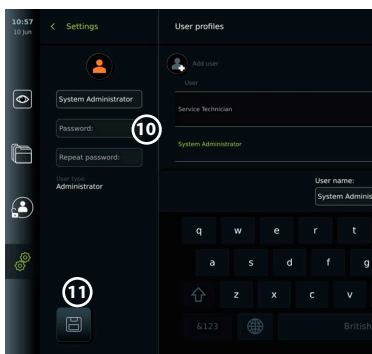 10:57
10 Jun
Settings
User profiles
Add user
User
System Administrator
Service Technician
Password:
10
System Administrator
Repeat password:
User type:
Administrator
User name:
System Adminis
q w e r t
a s d f g
11
z x c v
&123
British